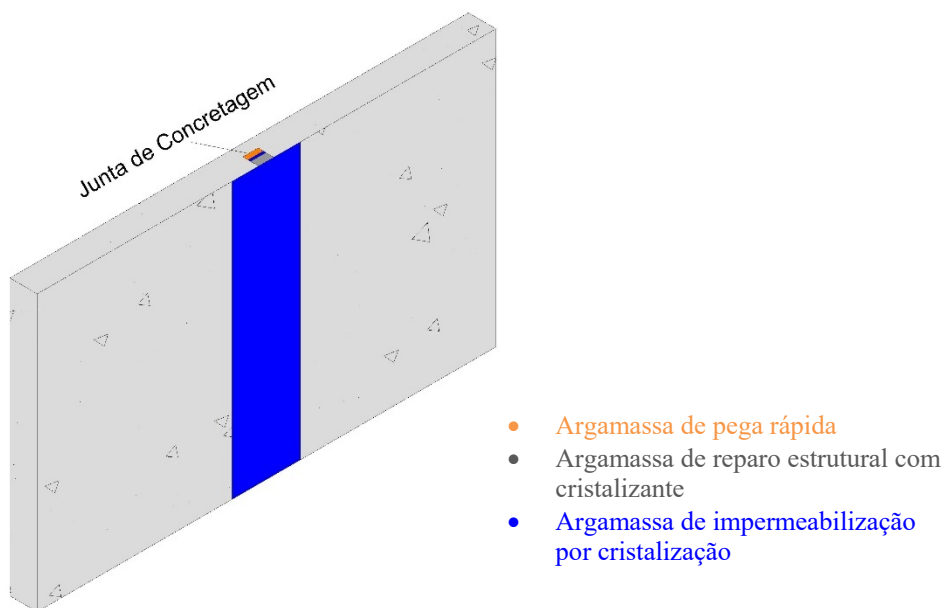 Junta de Concretagem
Argamassa de pega rápida
Argamassa de reparo estrutural com
cristalizante
Argamassa de impermeabilização
por cristalização